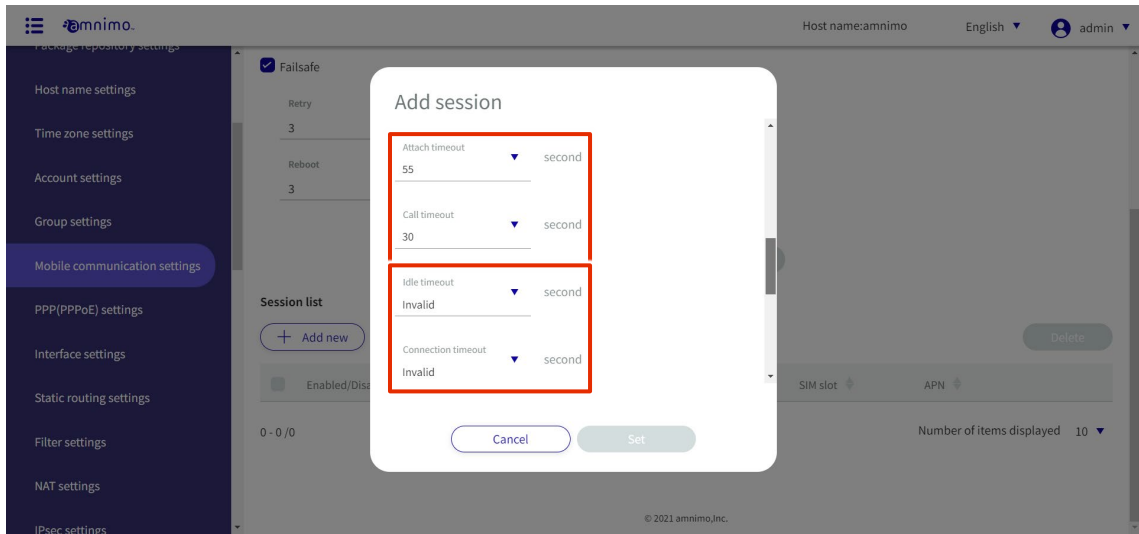 amnimo
Host name:amnimo
English
admin
Package repository settings
Host name settings
Time zone settings
Account settings
Group settings
Mobile communication settings
PPP(PPPoE) settings
Interface settings
Static routing settings
Filter settings
NAT settings
IPsec settings
Failsafe
Retry
3
Reboot
3
Session list
+ Add new
Delete
Enabled/Disa
SIM slot
APN
0 - 0 /0
Number of items displayed 10
Add session
Attach timeout
55
second
Call timeout
30
second
Idle timeout
Invalid
second
Connection timeout
Invalid
second
Cancel
Set
© 2021 amnimo,Inc.